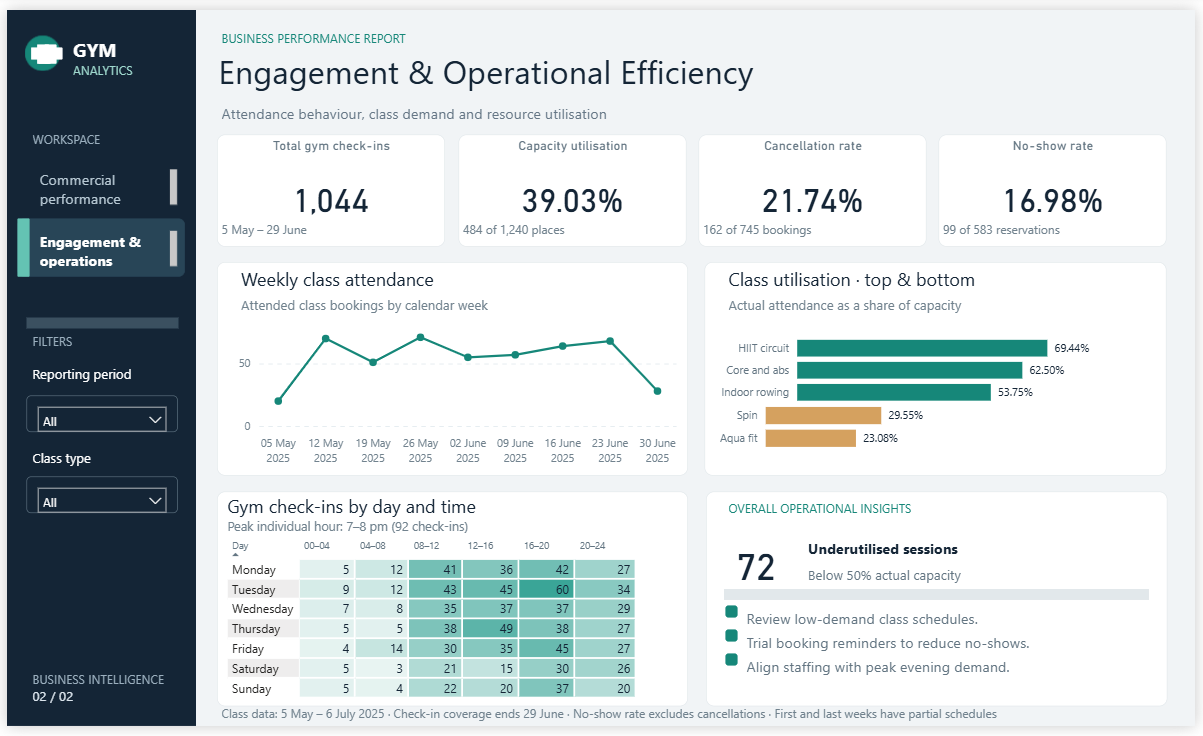 GYM
ANALYTICS
WORKSPACE
Commercial
performance
Engagement &
operations
FILTERS
Reporting period
All
Class type
All
BUSINESS INTELLIGENCE
02 / 02
BUSINESS PERFORMANCE REPORT
Engagement & Operational Efficiency
Attendance behaviour, class demand and resource utilisation
Total gym check-ins
1,044
5 May – 29 June
Capacity utilisation
39.03%
484 of 1,240 places
Cancellation rate
21.74%
162 of 745 bookings
No-show rate
16.98%
99 of 583 reservations
Weekly class attendance
Attended class bookings by calendar week
50
0
05 May 12 May 19 May 26 May 02 June 09 June 16 June 23 June 30 June
2025 2025 2025 2025 2025 2025 2025 2025 2025
Class utilisation · top & bottom
Actual attendance as a share of capacity
HIIT circuit 69.44%
Core and abs 62.50%
Indoor rowing 53.75%
Spin 29.55%
Aqua fit 23.08%
Gym check-ins by day and time
Peak individual hour: 7–8 pm (92 check-ins)
Day 00–04 04–08 08–12 12–16 16–20 20–24
Monday 5 12 41 36 42 27
Tuesday 9 12 43 45 60 34
Wednesday 7 8 35 37 37 29
Thursday 5 5 38 49 38 27
Friday 4 14 30 35 45 27
Saturday 5 3 21 15 30 26
Sunday 5 4 22 20 37 20
OVERALL OPERATIONAL INSIGHTS
72
Underutilised sessions
Below 50% actual capacity
Review low-demand class schedules.
Trial booking reminders to reduce no-shows.
Align staffing with peak evening demand.
Class data: 5 May – 6 July 2025 · Check-in coverage ends 29 June · No-show rate excludes cancellations · First and last weeks have partial schedules